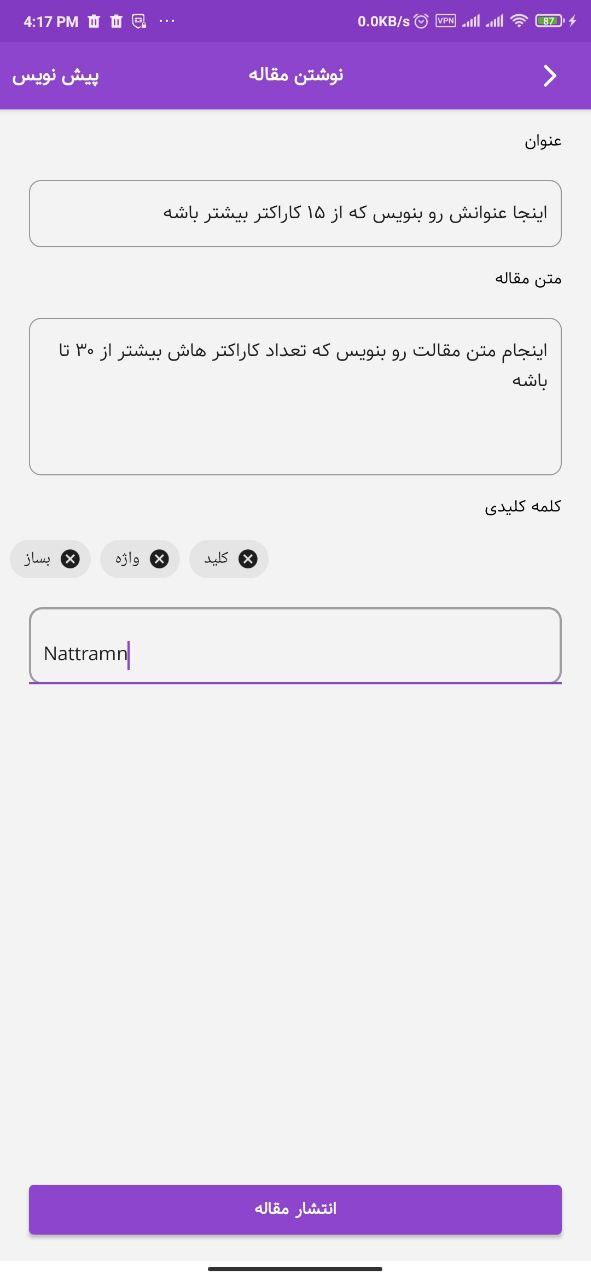 4:17 PM
0.0KB/s VPN 87
نوشتن مقاله
پیش نویس
عنوان
اینجا عنوانش رو بنویس که از ۱۵ کاراکتر بیشتر باشه
متن مقاله
اینجام متن مقالت رو بنویس که تعداد کاراکتر هاش بیشتر از ۳۰ تا
باشه
کلمه کلیدی
کلید
واژه
بساز
Nattramn
انتشار مقاله